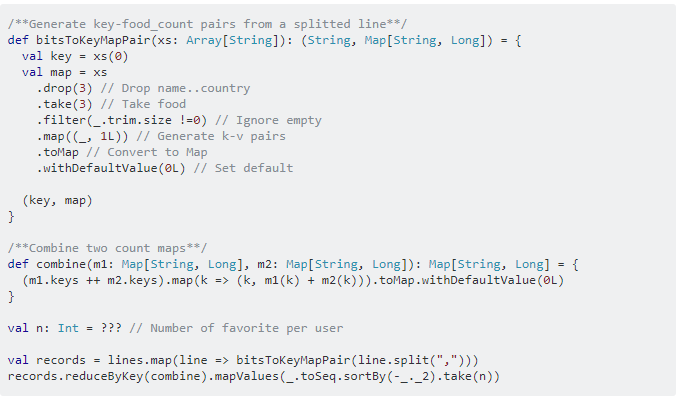 /**Generate key-food_count pairs from a splitted line**/
def bitsToKeyMapPair(xs: Array[String]): (String, Map[String, Long]) = {
  val key = xs(0)
  val map = xs
    .drop(3) // Drop name..country
    .take(3) // Take food
    .filter(_.trim.size !=0) // Ignore empty
    .map((_, 1L)) // Generate k-v pairs
    .toMap // Convert to Map
    .withDefaultValue(0L) // Set default

  (key, map)
}

/**Combine two count maps**/
def combine(m1: Map[String, Long], m2: Map[String, Long]): Map[String, Long] = {
  (m1.keys ++ m2.keys).map(k => (k, m1(k) + m2(k))).toMap.withDefaultValue(0L)
}

val n: Int = ??? // Number of favorite per user

val records = lines.map(line => bitsToKeyMapPair(line.split(",")))
records.reduceByKey(combine).mapValues(_.toSeq.sortBy(-_._2).take(n))